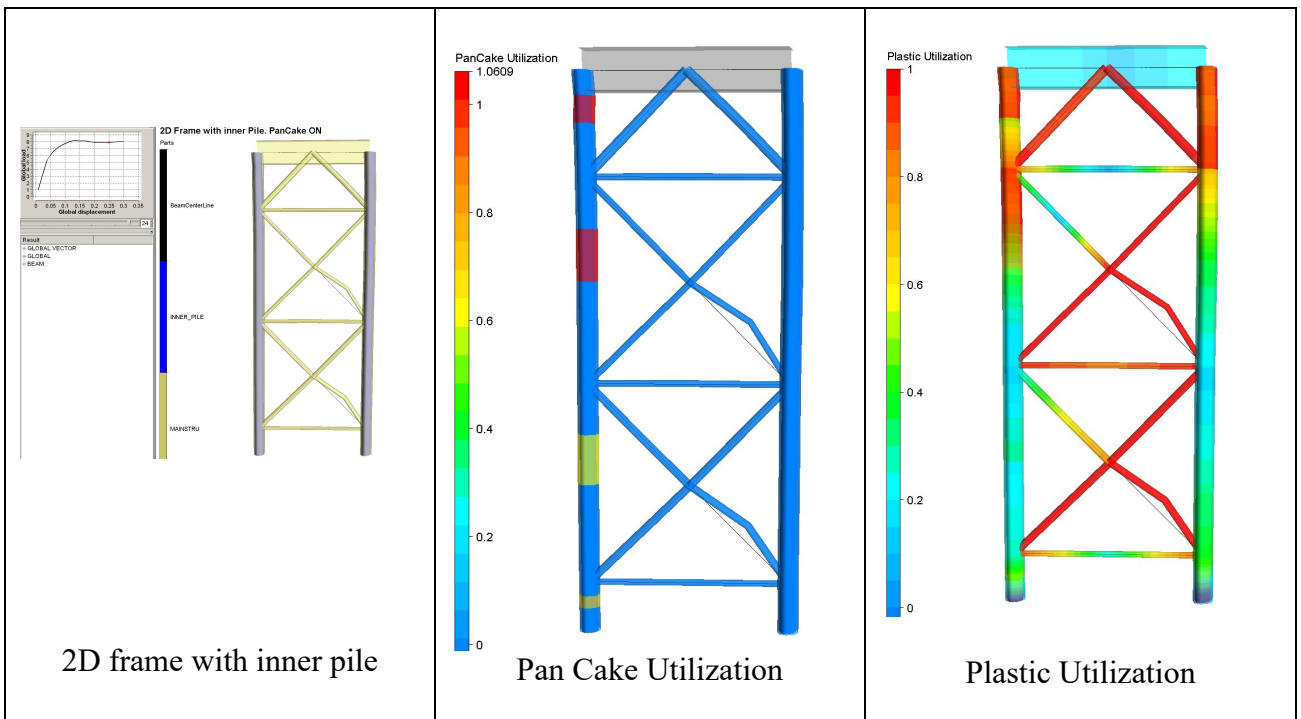 2D Frame with inner Pile. PanCake ON
Parts
Global load
0 0.05 0.1 0.15 0.2 0.25 0.3 0.35
Global displacement
24
Result
GLOBAL VECTOR
GLOBAL
BEAM
BeamCenterLine
INNER_PILE
MAINSTRU
2D frame with inner pile
PanCake Utilization
1.0609
1
0.8
0.6
0.4
0.2
0
Pan Cake Utilization
Plastic Utilization
1
0.8
0.6
0.4
0.2
0
Plastic Utilization